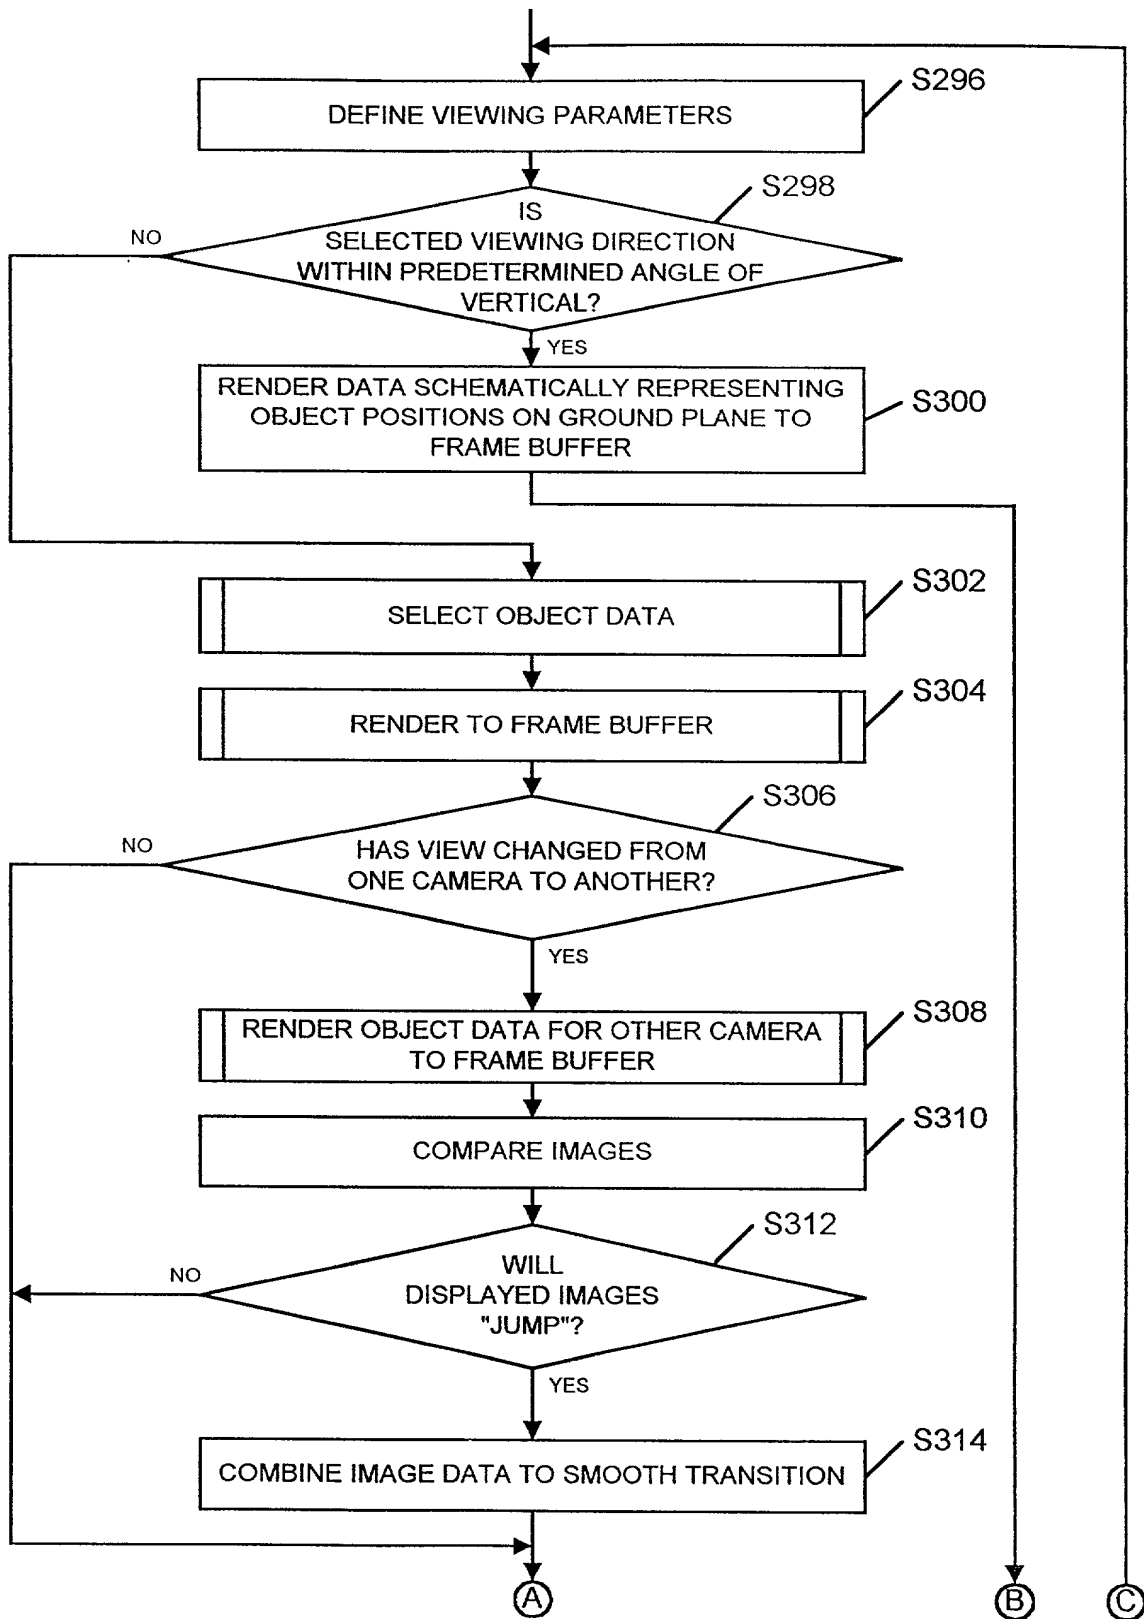 S296
DEFINE VIEWING PARAMETERS
S298
IS
SELECTED VIEWING DIRECTION
WITHIN PREDETERMINED ANGLE OF
VERTICAL?
NO
YES
RENDER DATA SCHEMATICALLY REPRESENTING
OBJECT POSITIONS ON GROUND PLANE TO
FRAME BUFFER
S300
S302
SELECT OBJECT DATA
S304
RENDER TO FRAME BUFFER
S306
HAS VIEW CHANGED FROM
ONE CAMERA TO ANOTHER?
NO
YES
S308
RENDER OBJECT DATA FOR OTHER CAMERA
TO FRAME BUFFER
S310
COMPARE IMAGES
S312
WILL
DISPLAYED IMAGES
"JUMP"?
NO
YES
S314
COMBINE IMAGE DATA TO SMOOTH TRANSITION
A
B
C